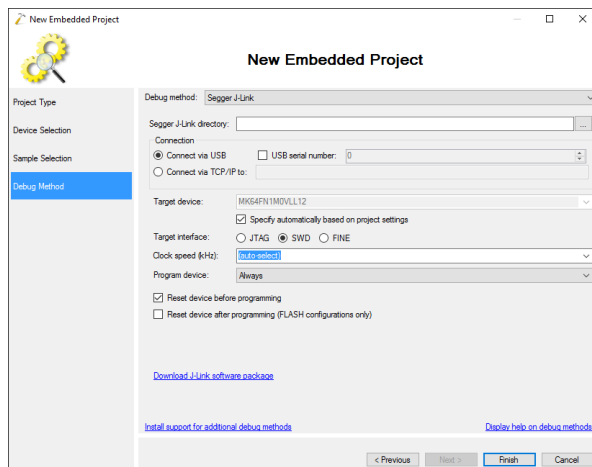 New Embedded Project
New Embedded Project
Project Type
Device Selection
Sample Selection
Debug Method
Debug method: Segger J-Link
Segger J-Link directory: ...
Connection
Connect via USB USB serial number: 0
Connect via TCP/IP to:
Target device: MK64FN1M0VLL12
Specify automatically based on project settings
Target interface: JTAG SWD FINE
Clock speed (kHz): (auto-select)
Program device: Always
Reset device before programming
Reset device after programming (FLASH configurations only)
Download J-Link software package
Install support for additional debug methods Display help on debug methods
< Previous Next > Finish Cancel